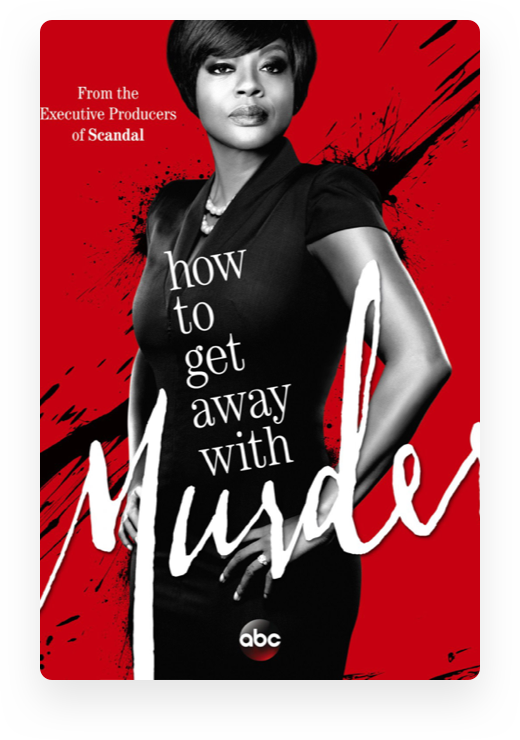 From the
Executive Producers
of Scandal
how
to
get
away
with
Murder
abc